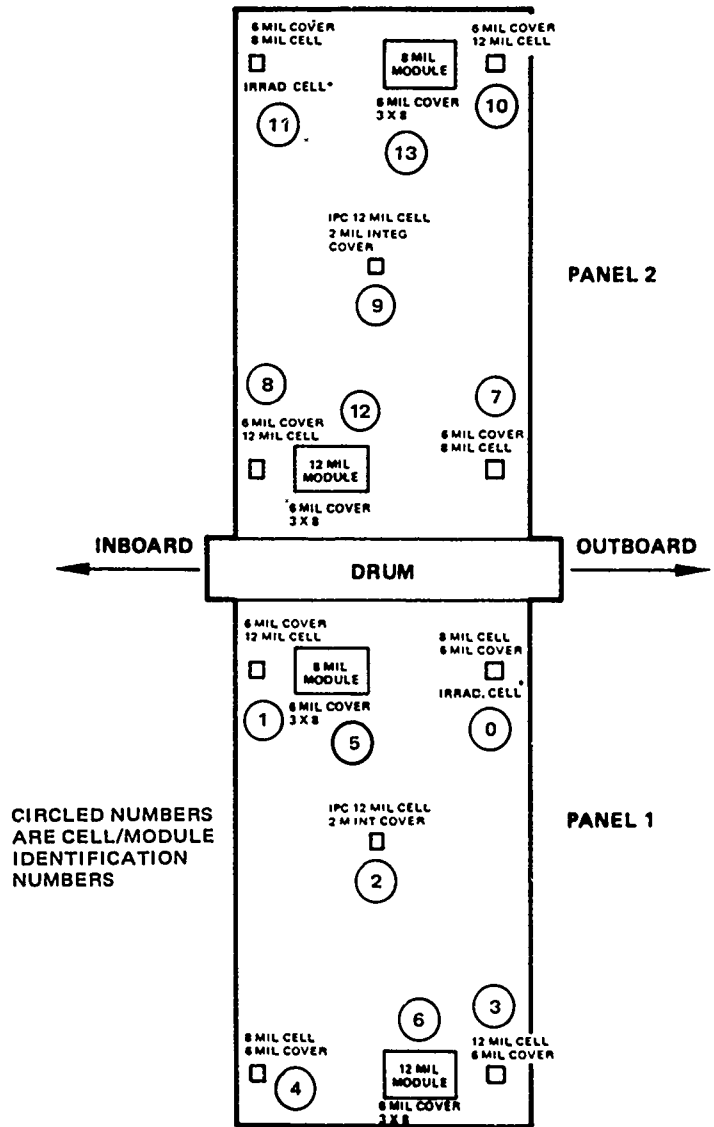 6 MIL COVER
8 MIL CELL
IRRAD. CELL*
11
8 MIL
MODULE
6 MIL COVER
3 X 8
13
6 MIL COVER
12 MIL CELL
10
IPC 12 MIL CELL
2 MIL INTEG
COVER
9
PANEL 2
8
6 MIL COVER
12 MIL CELL
12
12 MIL
MODULE
6 MIL COVER
3 X 8
7
6 MIL COVER
8 MIL CELL
INBOARD
DRUM
OUTBOARD
6 MIL COVER
12 MIL CELL
1
8 MIL
MODULE
6 MIL COVER
3 X 8
5
8 MIL CELL
6 MIL COVER
IRRAD. CELL*
0
IPC 12 MIL CELL
2 M INT COVER
2
PANEL 1
CIRCLED NUMBERS
ARE CELL/MODULE
IDENTIFICATION
NUMBERS
8 MIL CELL
6 MIL COVER
4
6
12 MIL
MODULE
6 MIL COVER
3 X 8
3
12 MIL CELL
6 MIL COVER